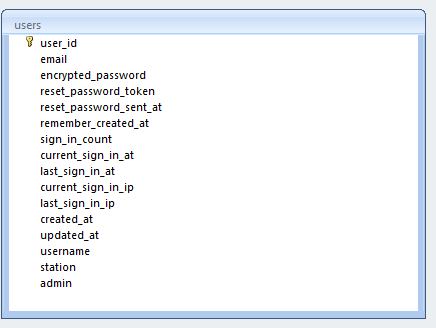 users
user_id
email
encrypted_password
reset_password_token
reset_password_sent_at
remember_created_at
sign_in_count
current_sign_in_at
last_sign_in_at
current_sign_in_ip
last_sign_in_ip
created_at
updated_at
username
station
admin